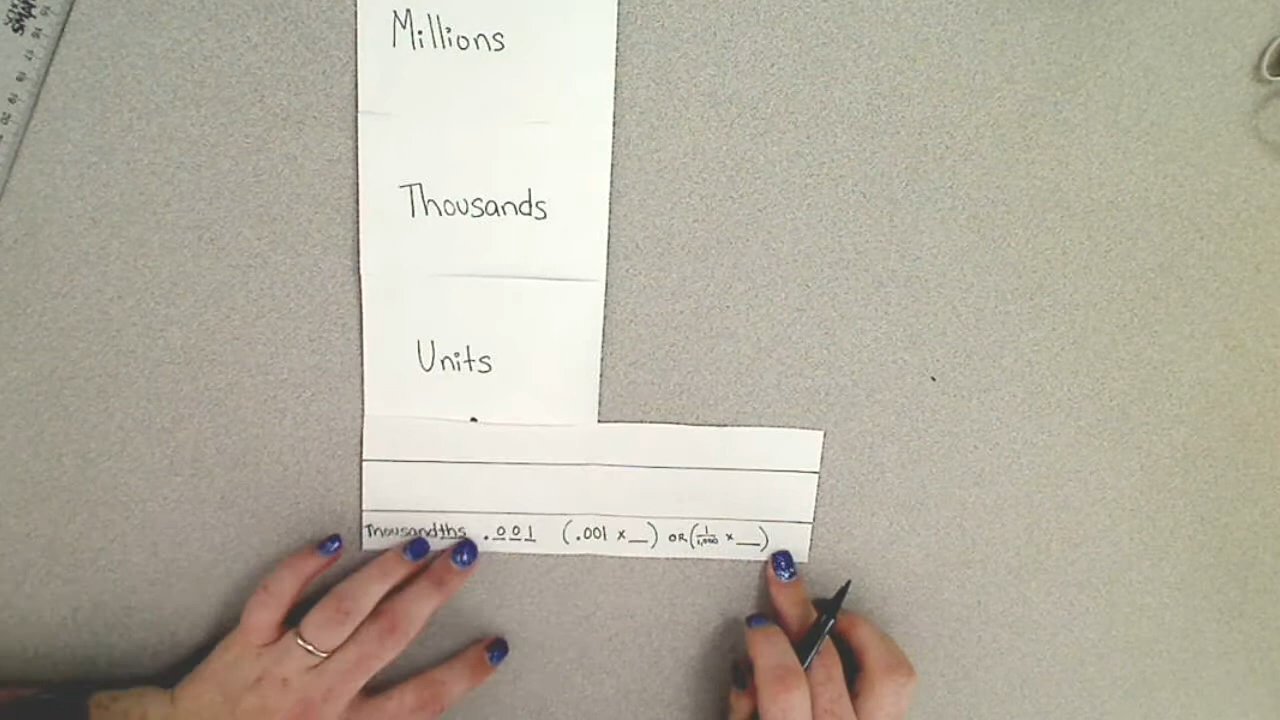 Millions
Thousands
Units
.
Thousandths .001 (.001 x __) OR (1/1,000 x __)